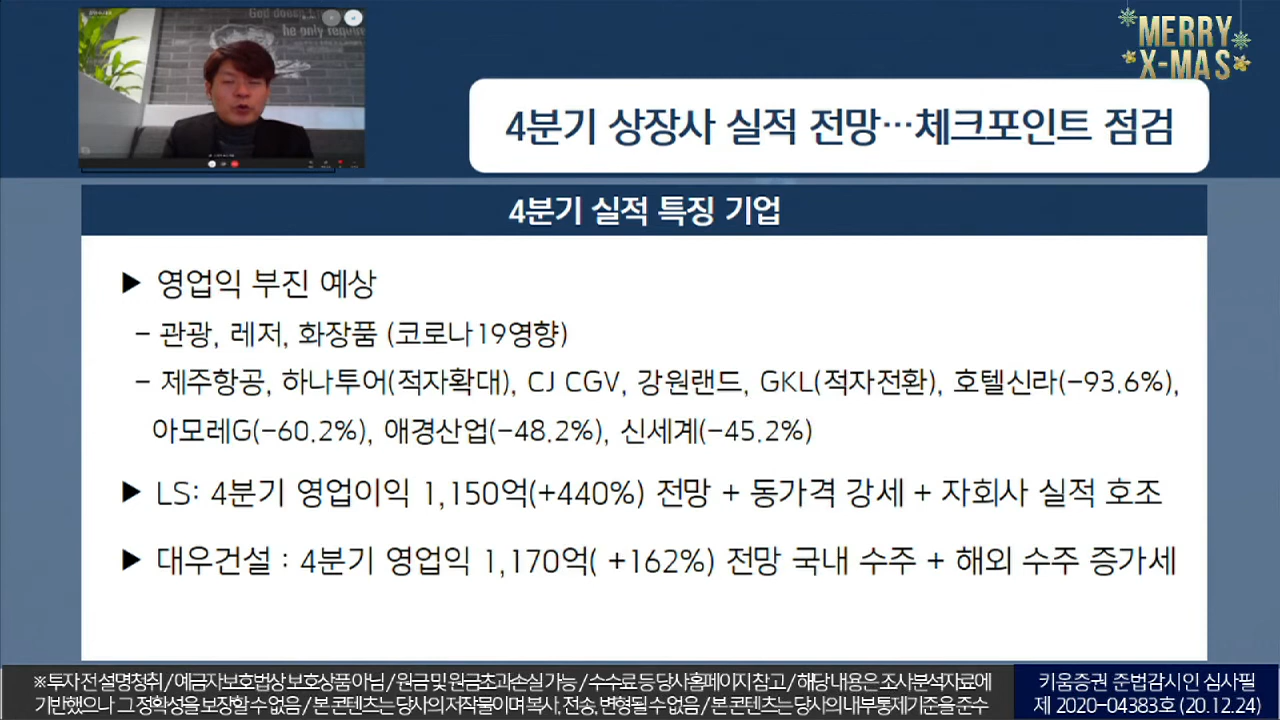 God doesn't
he only requir
MERRY
X-MAS
4분기 상장사 실적 전망…체크포인트 점검
4분기 실적 특징 기업
▶ 영업익 부진 예상
- 관광, 레저, 화장품 (코로나19영향)
- 제주항공, 하나투어(적자확대), CJ CGV, 강원랜드, GKL(적자전환), 호텔신라(-93.6%),
아모레G(-60.2%), 애경산업(-48.2%), 신세계(-45.2%)
▶ LS: 4분기 영업이익 1,150억(+440%) 전망 + 동가격 강세 + 자회사 실적 호조
▶ 대우건설 : 4분기 영업익 1,170억( +162%) 전망 국내 수주 + 해외 수주 증가세
※ 투자 전 설명청취 / 예금자보호법상 보호상품 아님 / 원금 및 원금초과손실 가능 / 수수료 등 당사홈페이지 참고 / 해당 내용은 조사분석자료에
기반했으나 그 정확성을 보장할 수 없음 / 본 콘텐츠는 당사의 저작물이며 복사, 전송, 변형될 수 없음 / 본 콘텐츠는 당사의 내부통제기준을 준수
키움증권 준법감시인 심사필
제 2020-04383호 (20.12.24)